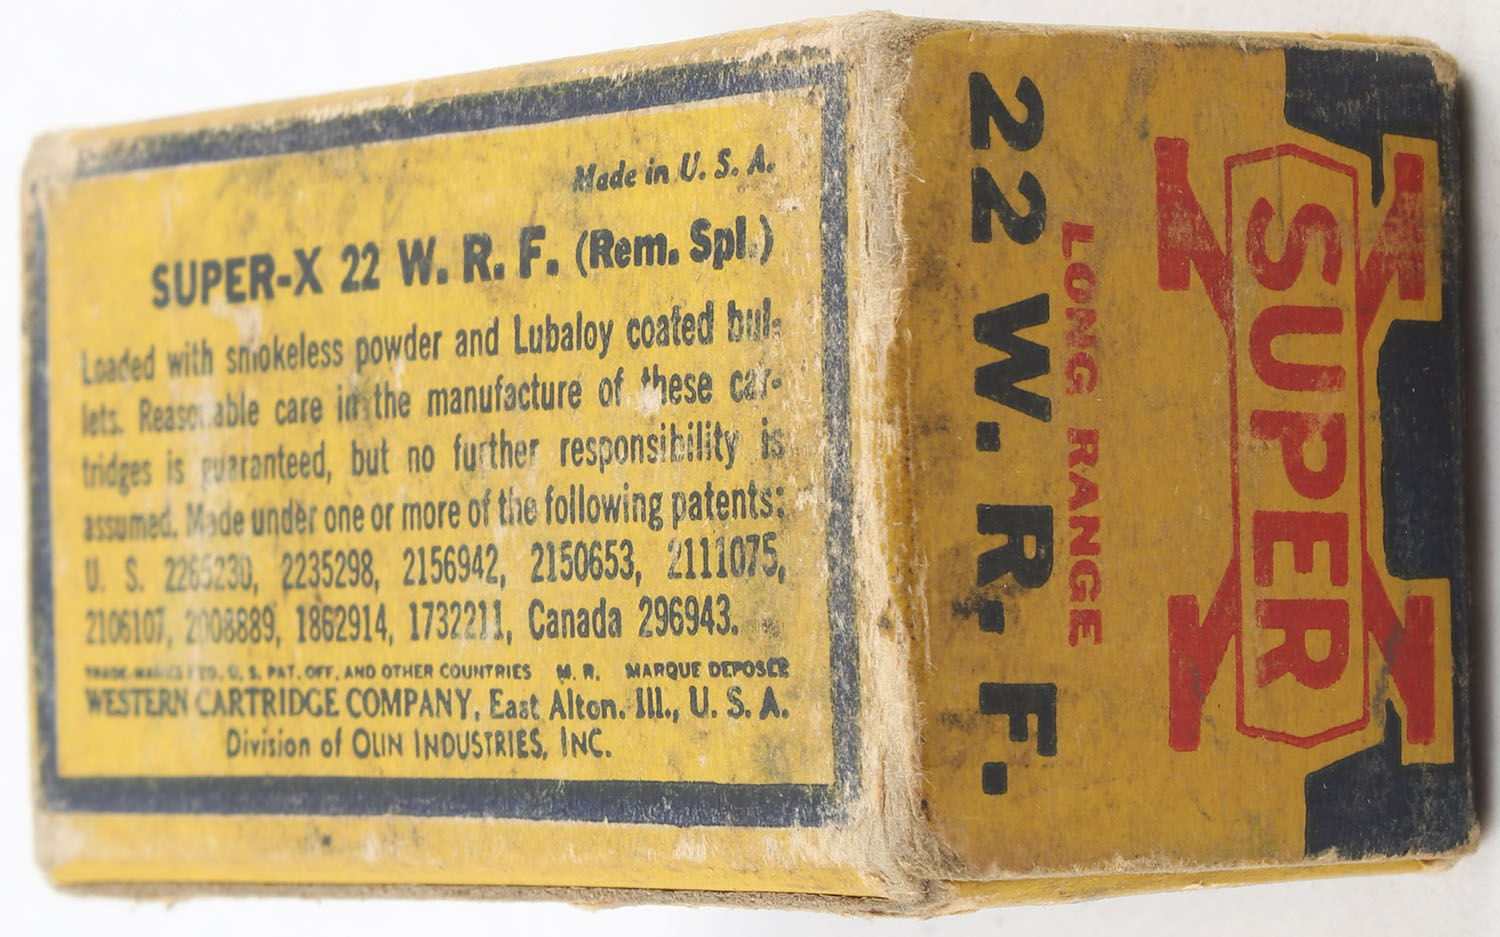 Made in U. S. A.
SUPER-X 22 W. R. F. (Rem. Spl.)
Loaded with smokeless powder and Lubaloy coated bul-
lets. Reasonable care in the manufacture of these car-
tridges is guaranteed, but no further responsibility is
assumed. Made under one or more of the following patents:
U. S. 2265230, 2235298, 2156942, 2150653, 2111075,
2106107, 2008889, 1862914, 1732211, Canada 296943.
TRADE-MARKS REG. U. S. PAT. OFF. AND OTHER COUNTRIES M. R. MARQUE DEPOSEE
WESTERN CARTRIDGE COMPANY, East Alton. Ill., U. S. A.
Division of OLIN INDUSTRIES, INC.
SUPER X
LONG RANGE
22 W. R. F.